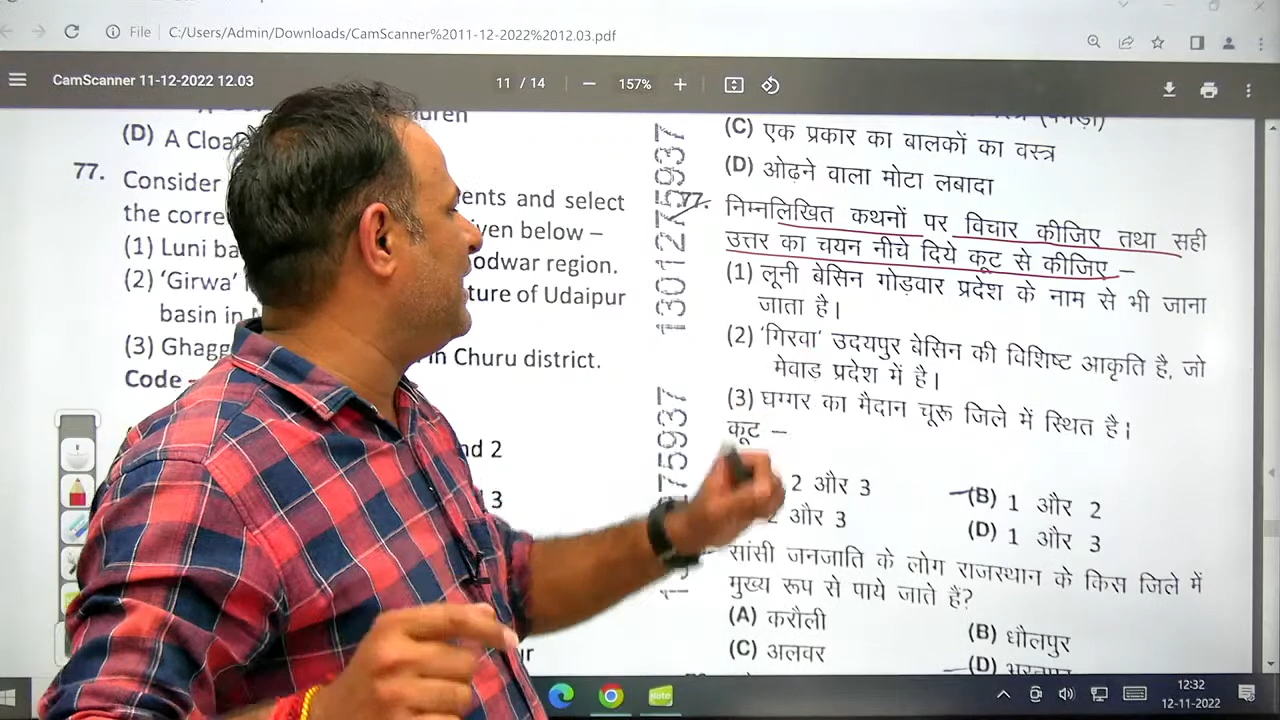 File C:/Users/Admin/Downloads/CamScanner%2011-12-2022%2012.03.pdf
CamScanner 11-12-2022 12.03
11 / 14
157%
(D) A Cloa
77. Consider ents and select
the corre ven below –
(1) Luni ba odwar region.
(2) 'Girwa' ture of Udaipur
basin in
(3) Ghagg in Churu district.
Code
nd 2
3
1301275937
75937
(C) एक प्रकार का बालकों का वस्त्र
(D) ओढ़ने वाला मोटा लबादा
77. निम्नलिखित कथनों पर विचार कीजिए तथा सही
उत्तर का चयन नीचे दिये कूट से कीजिए –
(1) लूनी बेसिन गोड़वार प्रदेश के नाम से भी जाना
जाता है।
(2) 'गिरवा' उदयपुर बेसिन की विशिष्ट आकृति है, जो
मेवाड प्रदेश में है।
(3) घग्गर का मैदान चूरू जिले में स्थित है।
कूट –
2 और 3 (B) 1 और 2
2 और 3 (D) 1 और 3
सांसी जनजाति के लोग राजस्थान के किस जिले में
मुख्य रूप से पाये जाते हैं?
(A) करौली (B) धौलपुर
(C) अलवर (D) भरतपुर
Note
12:32
12-11-2022